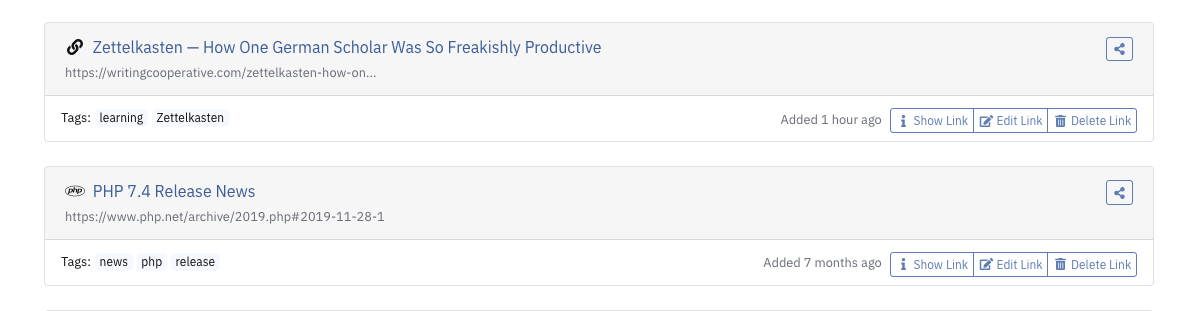 Zettelkasten — How One German Scholar Was So Freakishly Productive
https://writingcooperative.com/zettelkasten-how-on...
Tags: learning Zettelkasten Added 1 hour ago Show Link Edit Link Delete Link
php PHP 7.4 Release News
https://www.php.net/archive/2019.php#2019-11-28-1
Tags: news php release Added 7 months ago Show Link Edit Link Delete Link